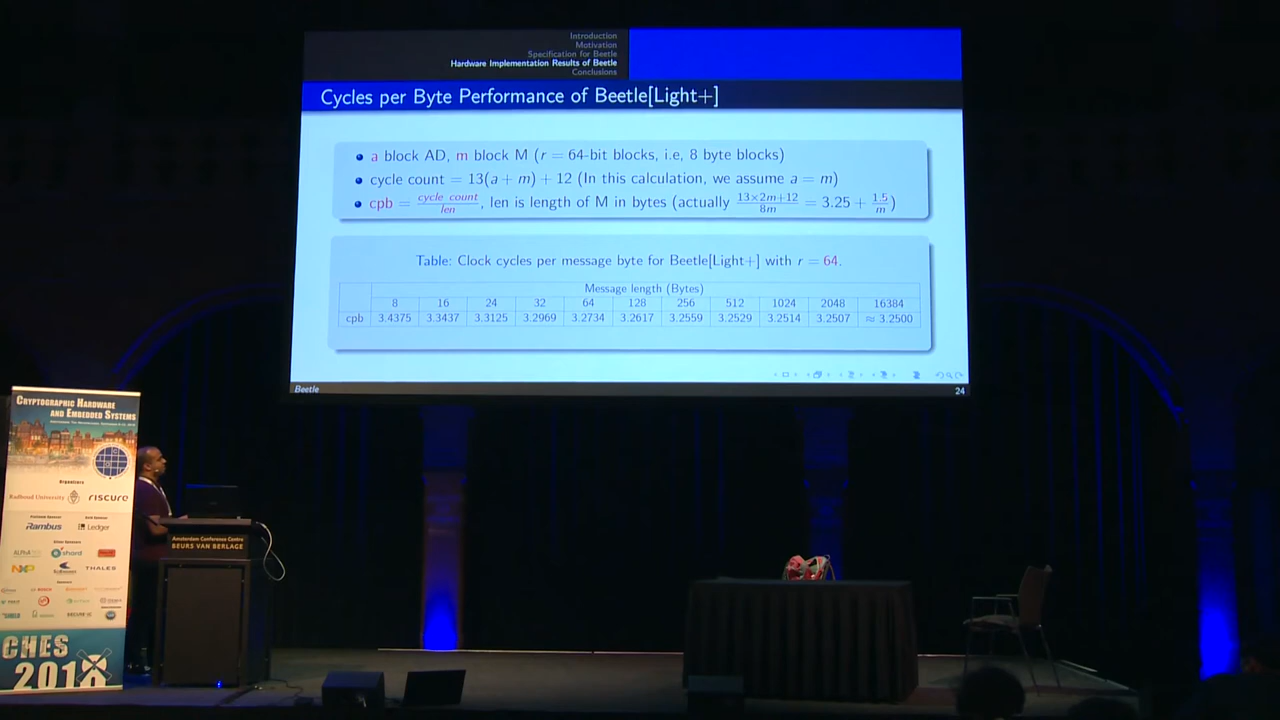 Introduction
Motivation
Specification for Beetle
Hardware Implementation Results of Beetle
Conclusions
Cycles per Byte Performance of Beetle[Light+]
a block AD, m block M (r = 64-bit blocks, i.e, 8 byte blocks)
cycle count = 13(a + m) + 12 (In this calculation, we assume a = m)
cpb = cycle count / len, len is length of M in bytes (actually 13×2m+12 / 8m = 3.25 + 1.5 / m)
Table: Clock cycles per message byte for Beetle[Light+] with r = 64.
Message length (Bytes)
8 16 24 32 64 128 256 512 1024 2048 16384
cpb 3.4375 3.3437 3.3125 3.2969 3.2734 3.2617 3.2559 3.2529 3.2514 3.2507 ≈ 3.2500
Beetle 24
Cryptographic Hardware
and Embedded Systems
Organizers
Radboud University riscure
Rambus Ledger
shard
NXP THALES
CHES
2018
Amsterdam Conference Centre
BEURS VAN BERLAGE